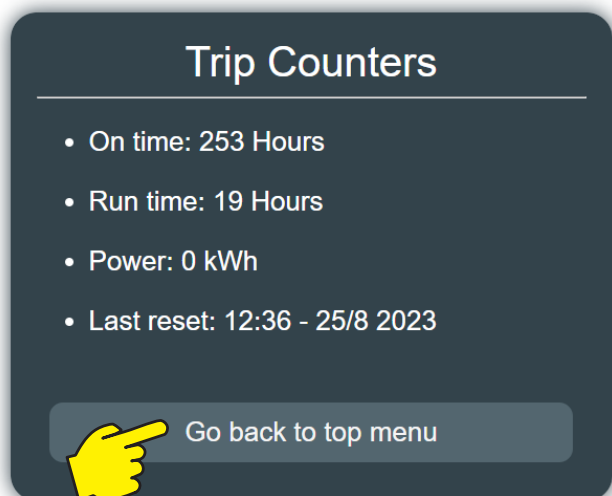 Trip Counters
• On time: 253 Hours
• Run time: 19 Hours
• Power: 0 kWh
• Last reset: 12:36 - 25/8 2023
Go back to top menu